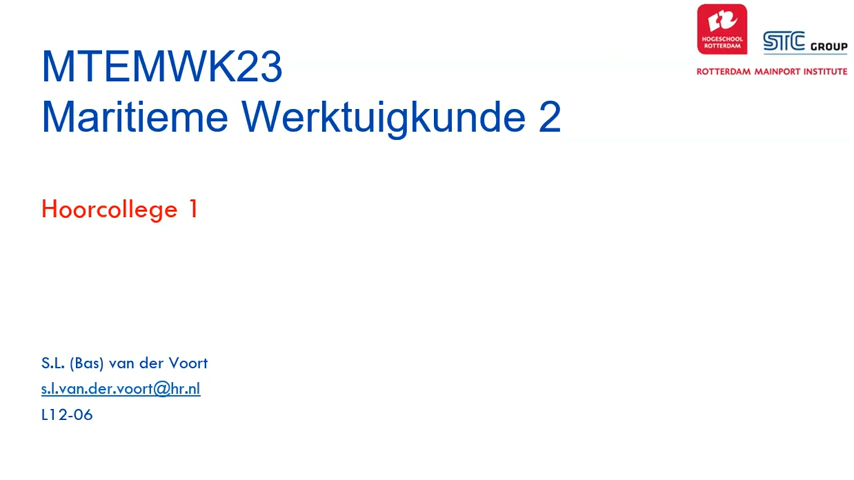 HOGESCHOOL
ROTTERDAM
STC GROUP
ROTTERDAM MAINPORT INSTITUTE
MTEMWK23
Maritieme Werktuigkunde 2
Hoorcollege 1
S.L. (Bas) van der Voort
s.l.van.der.voort@hr.nl
L12-06